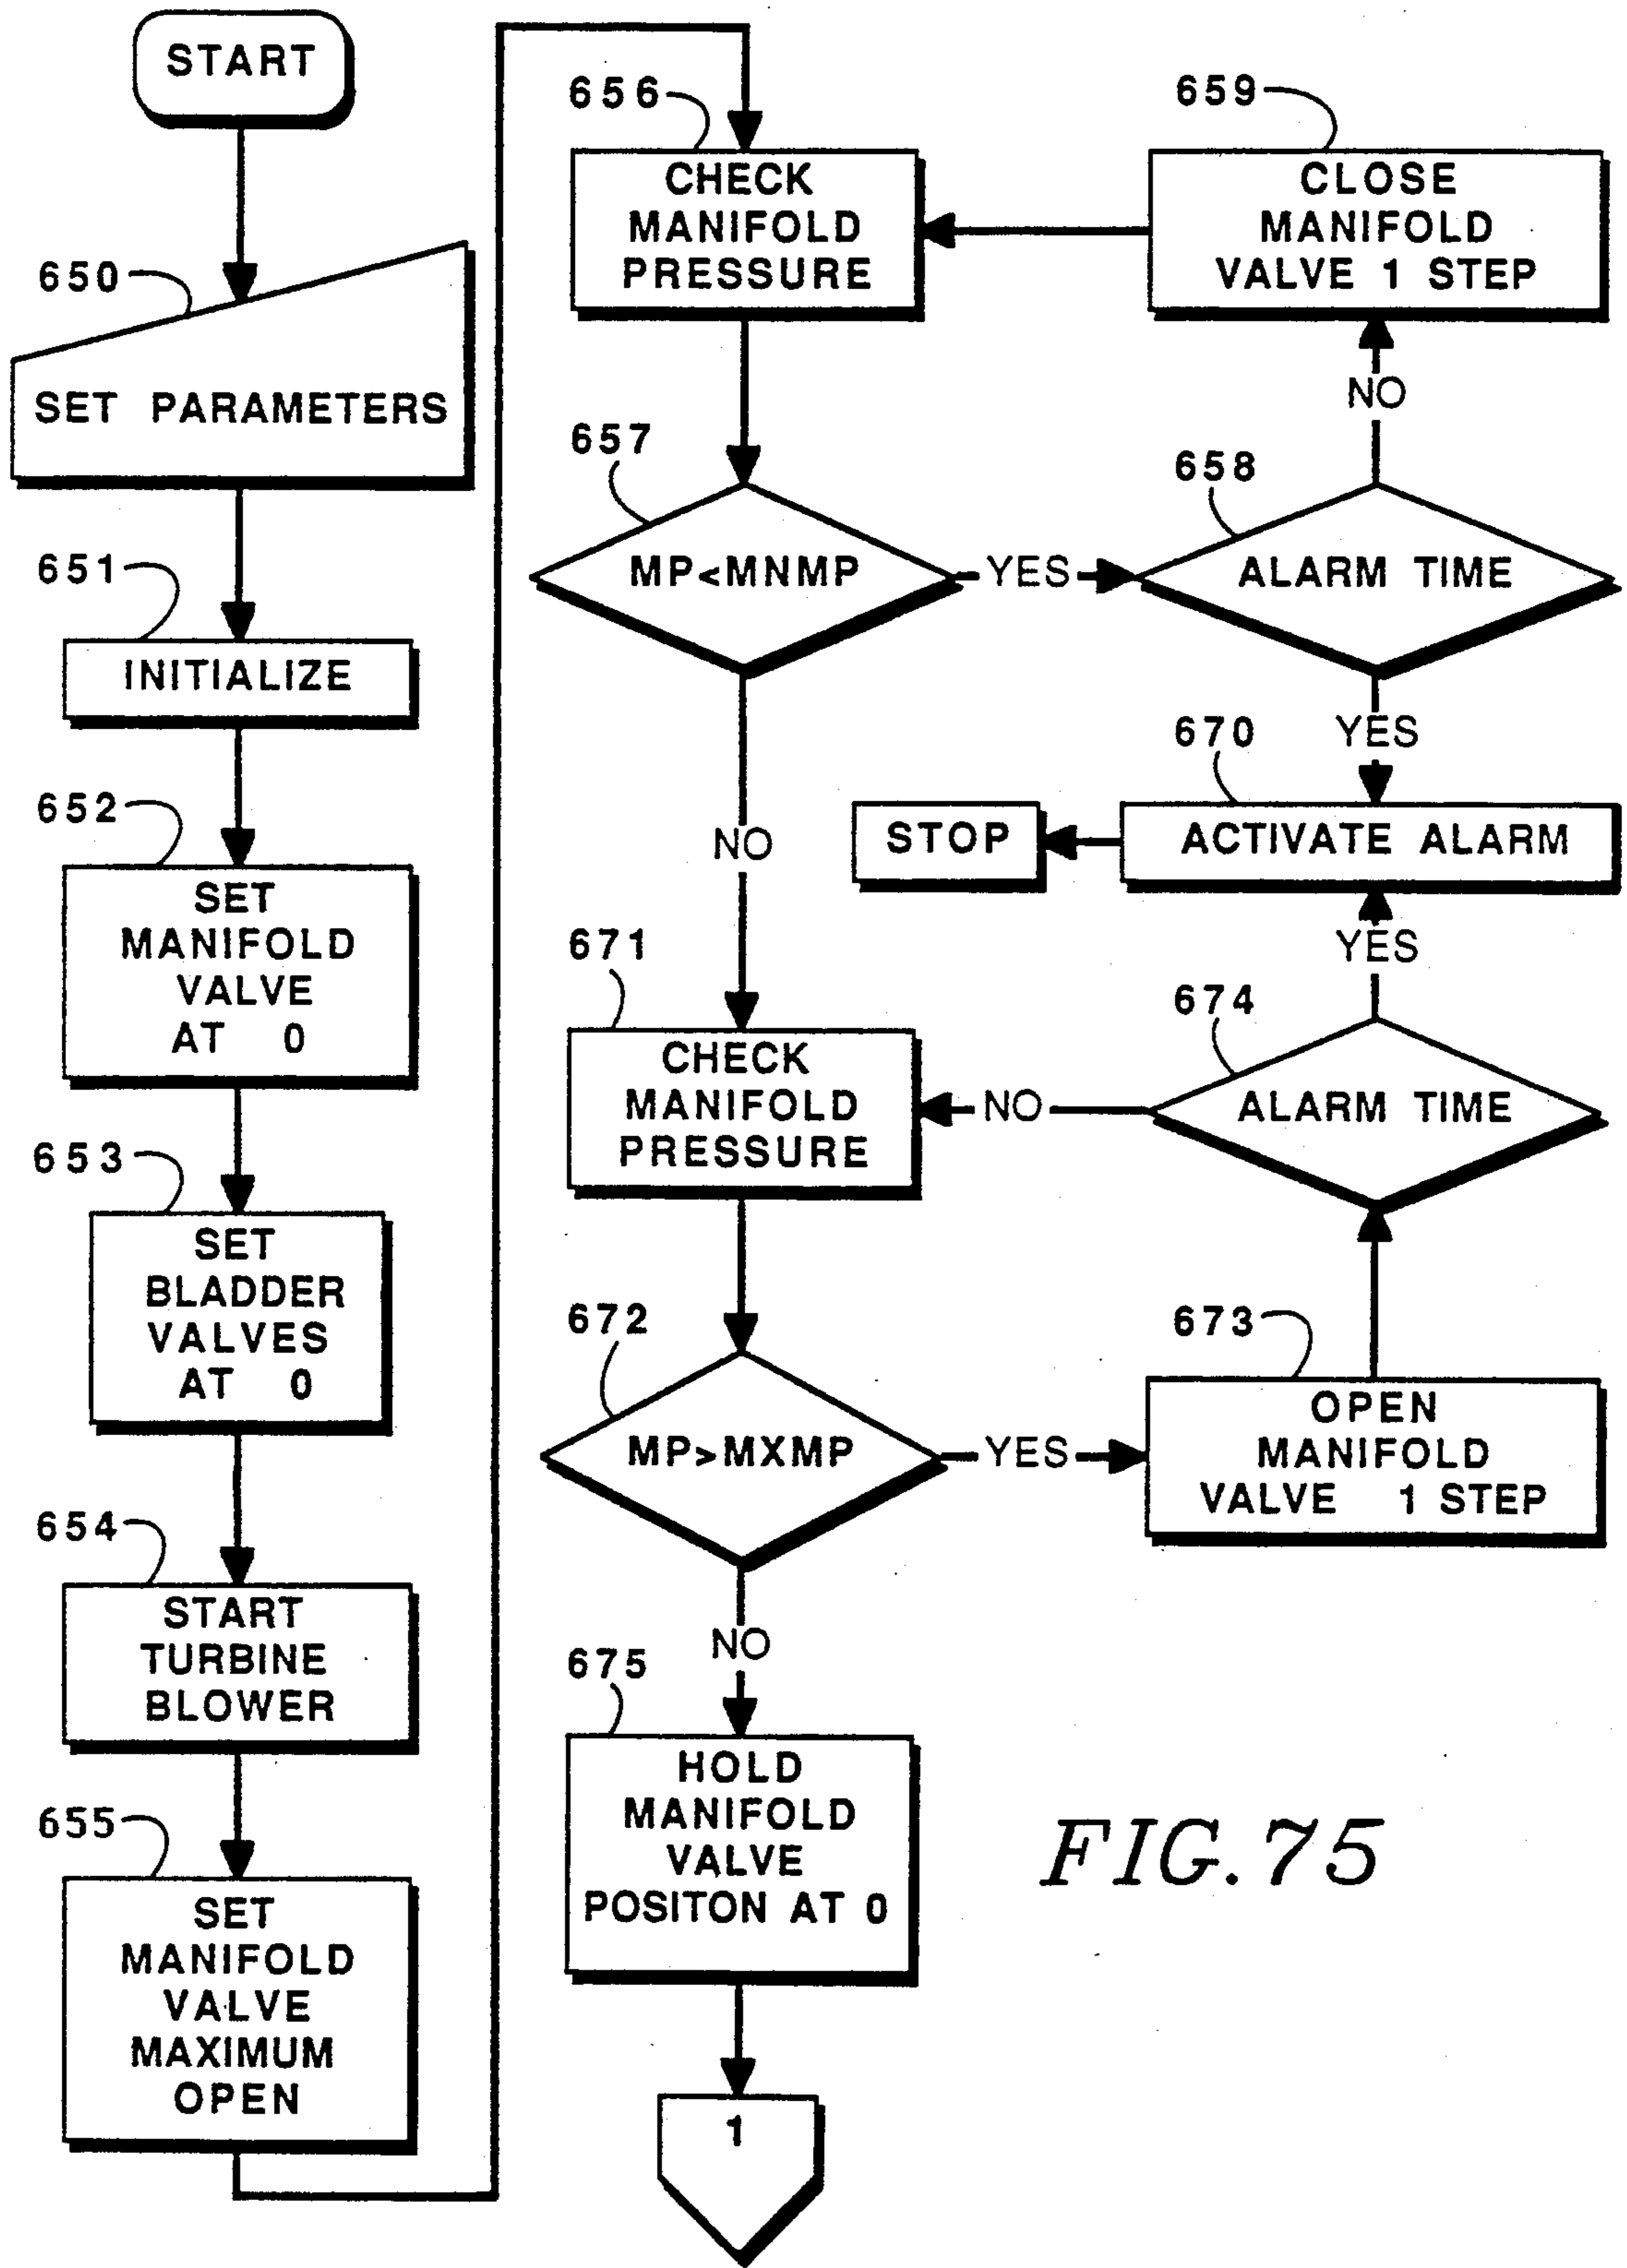 START
650
SET PARAMETERS
651
INITIALIZE
652
SET
MANIFOLD
VALVE
AT 0
653
SET
BLADDER
VALVES
AT 0
654
START
TURBINE
BLOWER
655
SET
MANIFOLD
VALVE
MAXIMUM
OPEN
656
CHECK
MANIFOLD
PRESSURE
657
MP<MNMP
YES
NO
658
ALARM TIME
NO
YES
659
CLOSE
MANIFOLD
VALVE 1 STEP
670
ACTIVATE ALARM
STOP
671
CHECK
MANIFOLD
PRESSURE
672
MP>MXMP
YES
NO
673
OPEN
MANIFOLD
VALVE 1 STEP
674
ALARM TIME
YES
NO
675
HOLD
MANIFOLD
VALVE
POSITON AT 0
1
FIG. 75